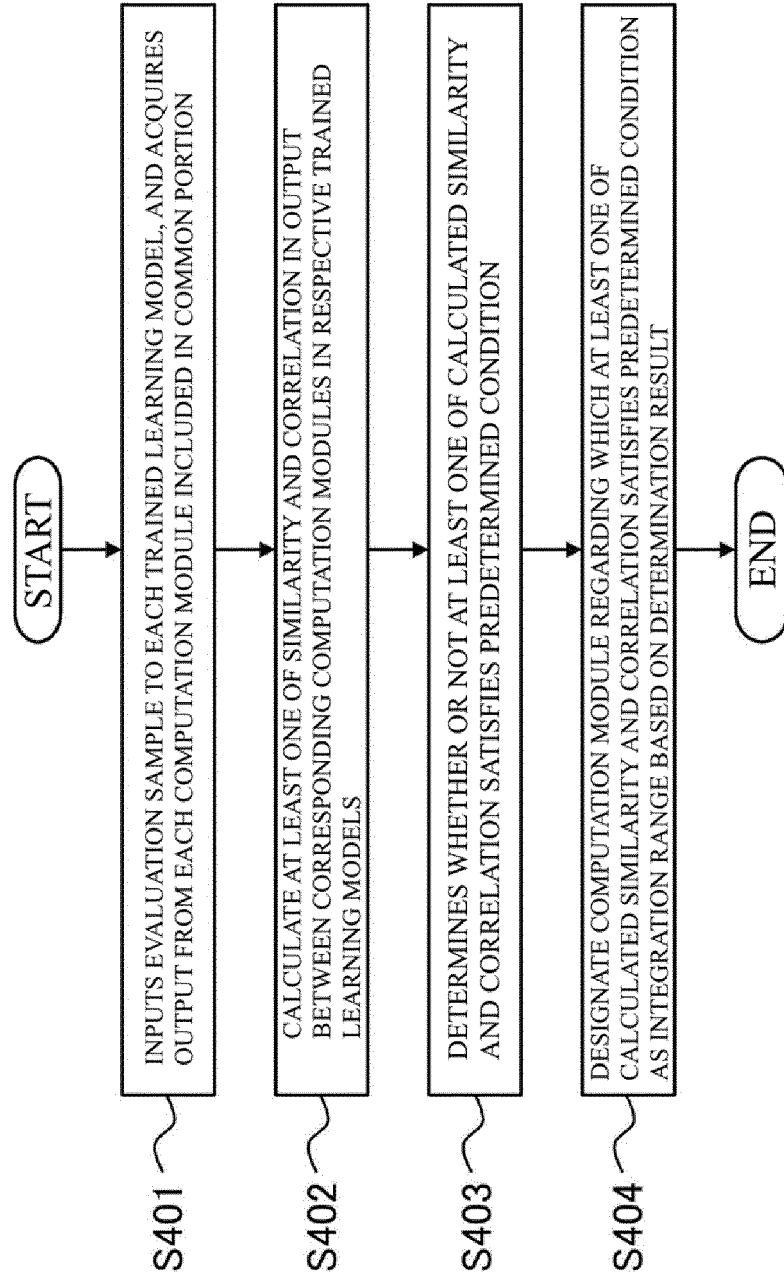 START
S401
INPUTS EVALUATION SAMPLE TO EACH TRAINED LEARNING MODEL, AND ACQUIRES
OUTPUT FROM EACH COMPUTATION MODULE INCLUDED IN COMMON PORTION
S402
CALCULATE AT LEAST ONE OF SIMILARITY AND CORRELATION IN OUTPUT
BETWEEN CORRESPONDING COMPUTATION MODULES IN RESPECTIVE TRAINED
LEARNING MODELS
S403
DETERMINES WHETHER OR NOT AT LEAST ONE OF CALCULATED SIMILARITY
AND CORRELATION SATISFIES PREDETERMINED CONDITION
S404
DESIGNATE COMPUTATION MODULE REGARDING WHICH AT LEAST ONE OF
CALCULATED SIMILARITY AND CORRELATION SATISFIES PREDETERMINED CONDITION
AS INTEGRATION RANGE BASED ON DETERMINATION RESULT
END